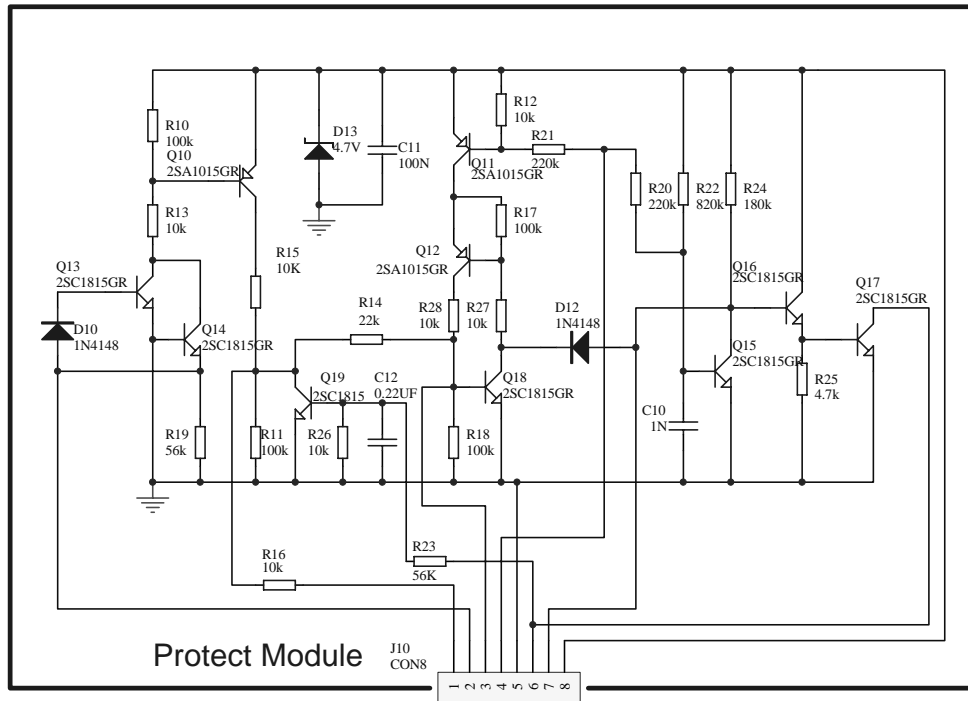 R10
100k
Q10
2SA1015GR
R13
10k
Q13
2SC1815GR
D10
1N4148
Q14
2SC1815GR
R19
56k
R15
10K
R11
100k
R16
10k
D13
4.7V
C11
100N
R14
22k
Q19
2SC1815
R26
10k
C12
0.22UF
R12
10k
R21
220k
Q11
2SA1015GR
R17
100k
Q12
2SA1015GR
R28
10k
R27
10k
D12
1N4148
Q18
2SC1815GR
R18
100k
R23
56K
R20
220k
R22
820k
R24
180k
Q16
2SC1815GR
Q17
2SC1815GR
Q15
2SC1815GR
R25
4.7k
C10
1N
Protect Module
J10
CON8
1
2
3
4
5
6
7
8